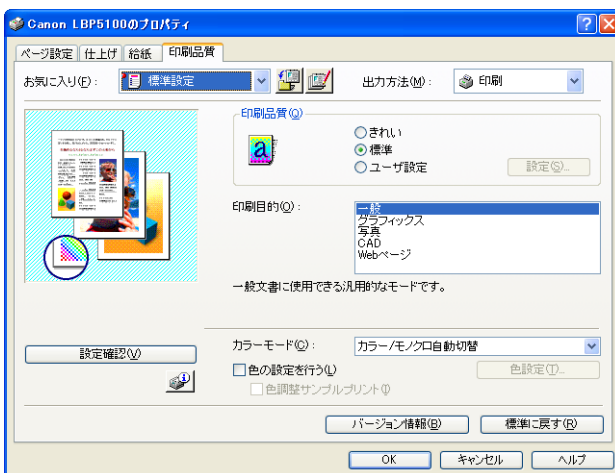 Canon LBP5100のプロパティ
ページ設定 仕上げ 給紙 印刷品質
お気に入り(F): 標準設定 出力方法(M): 印刷
印刷品質(Q)
きれい
標準
ユーザ設定 設定(S)...
印刷目的(O): 一般
グラフィックス
写真
CAD
Webページ
一般文書に使用できる汎用的なモードです。
カラーモード(C): カラー/モノクロ自動切替
設定確認(V)
色の設定を行う(L) 色設定(T)...
色調整サンプルプリント(I)
バージョン情報(B) 標準に戻す(R)
OK キャンセル ヘルプ